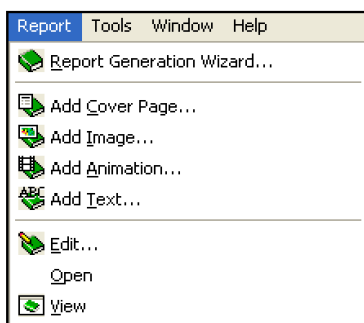 Report Tools Window Help
Report Generation Wizard...
Add Cover Page...
Add Image...
Add Animation...
ABC Add Text...
Edit...
Open
View